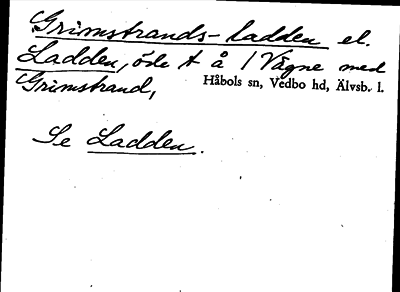 Grimstrands-ladden el.
Ladden, öde t å 1 Vägne med
Grimstrand, Håbols sn, Vedbo hd, Älvsb. l.
Se Ladden.